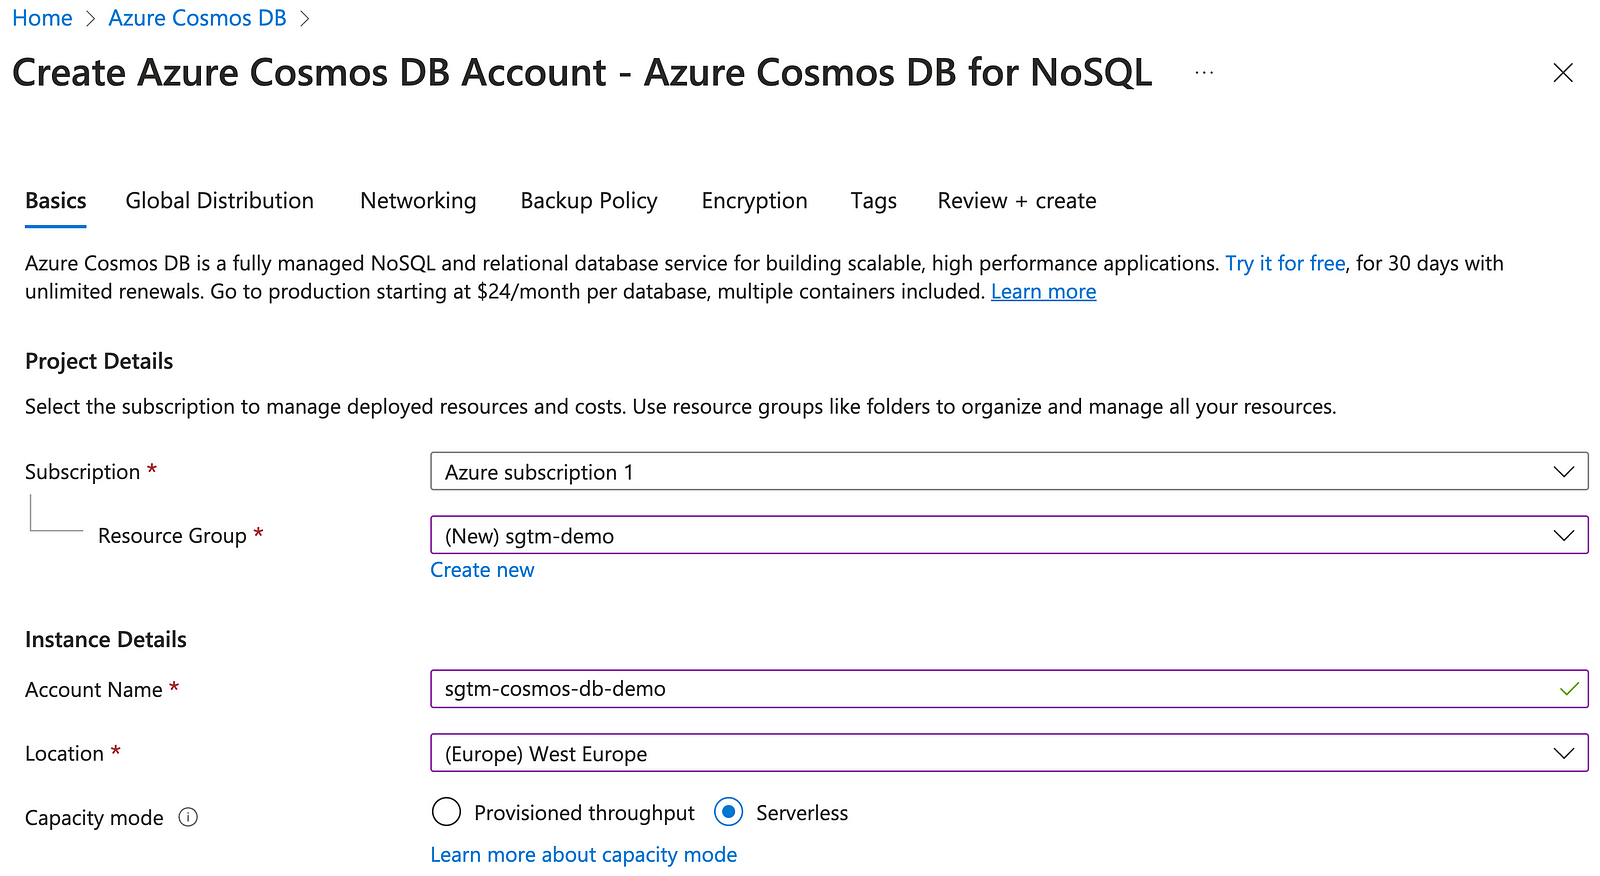 Home > Azure Cosmos DB >
Create Azure Cosmos DB Account - Azure Cosmos DB for NoSQL ...
Basics Global Distribution Networking Backup Policy Encryption Tags Review + create
Azure Cosmos DB is a fully managed NoSQL and relational database service for building scalable, high performance applications. Try it for free, for 30 days with
unlimited renewals. Go to production starting at $24/month per database, multiple containers included. Learn more
Project Details
Select the subscription to manage deployed resources and costs. Use resource groups like folders to organize and manage all your resources.
Subscription * Azure subscription 1
Resource Group * (New) sgtm-demo
Create new
Instance Details
Account Name * sgtm-cosmos-db-demo
Location * (Europe) West Europe
Capacity mode Provisioned throughput Serverless
Learn more about capacity mode